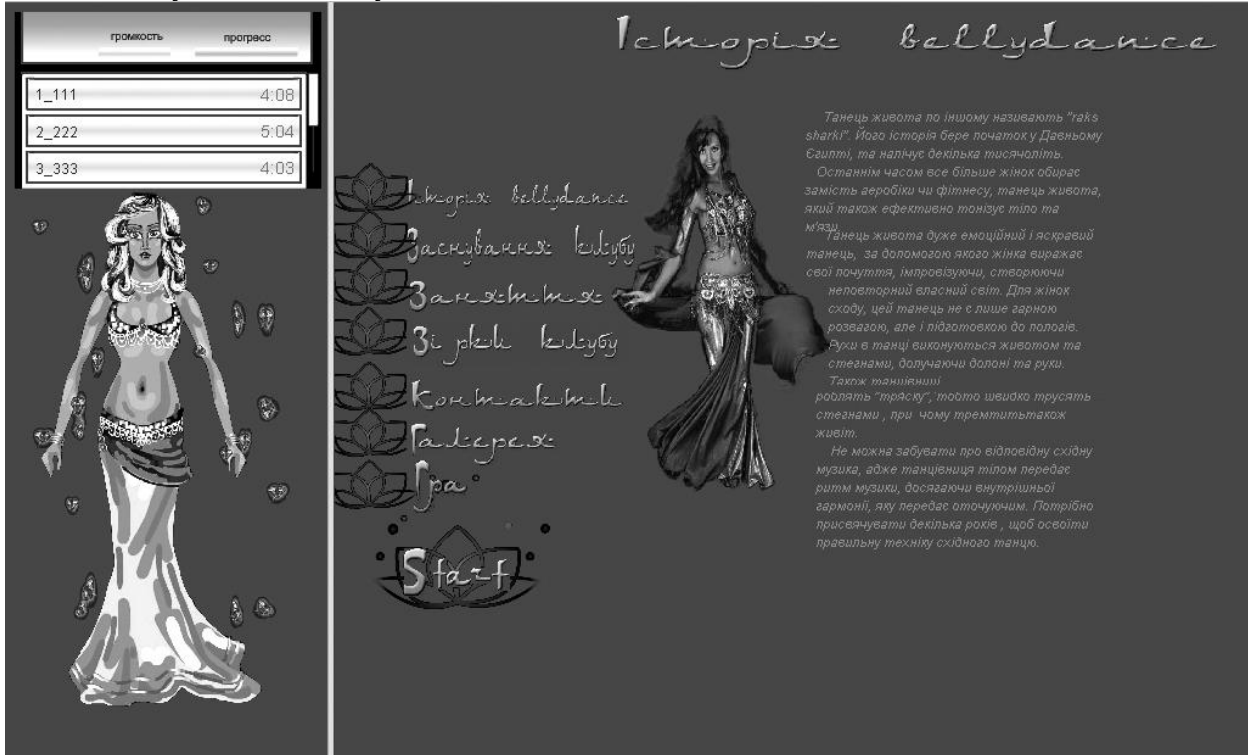 громкость прогресс
1_111 4:08
2_222 5:04
3_333 4:03
Історія bellydance
Історія bellydance
Заснування клубу
Заняття
Зірки клубу
Контакти
Галерея
Гра
Start
Танець живота по іншому називають "raks
sharki". Його історія бере початок у Давньому
Єгипті, та налічує декілька тисячоліть.
Останнім часом все більше жінок обирає
замість аеробіки чи фітнесу, танець живота,
який також ефективно тонізує тіло та
м'язи.
Танець живота дуже емоційний і яскравий
танець, за допомогою якого жінка виражає
свої почуття, імпровізуючи, створюючи
неповторний власний світ. Для жінок
сходу, цей танець не є лише гарною
розвагою, але і підготовкою до пологів.
Рухи в танці виконуються животом та
стегнами, долучаючи долоні та руки.
Також танцівниці
роблять "тряску", тобто швидко трусять
стегнами , при чому тремтитьтакож
живіт.
Не можна забувати про відповідну східну
музика, адже танцівниця тілом передає
ритм музики, досягаючи внутрішньої
гармонії, яку передає оточуючим. Потрібно
присвячувати декілька років , щоб освоїти
правильну техніку східного танцю.